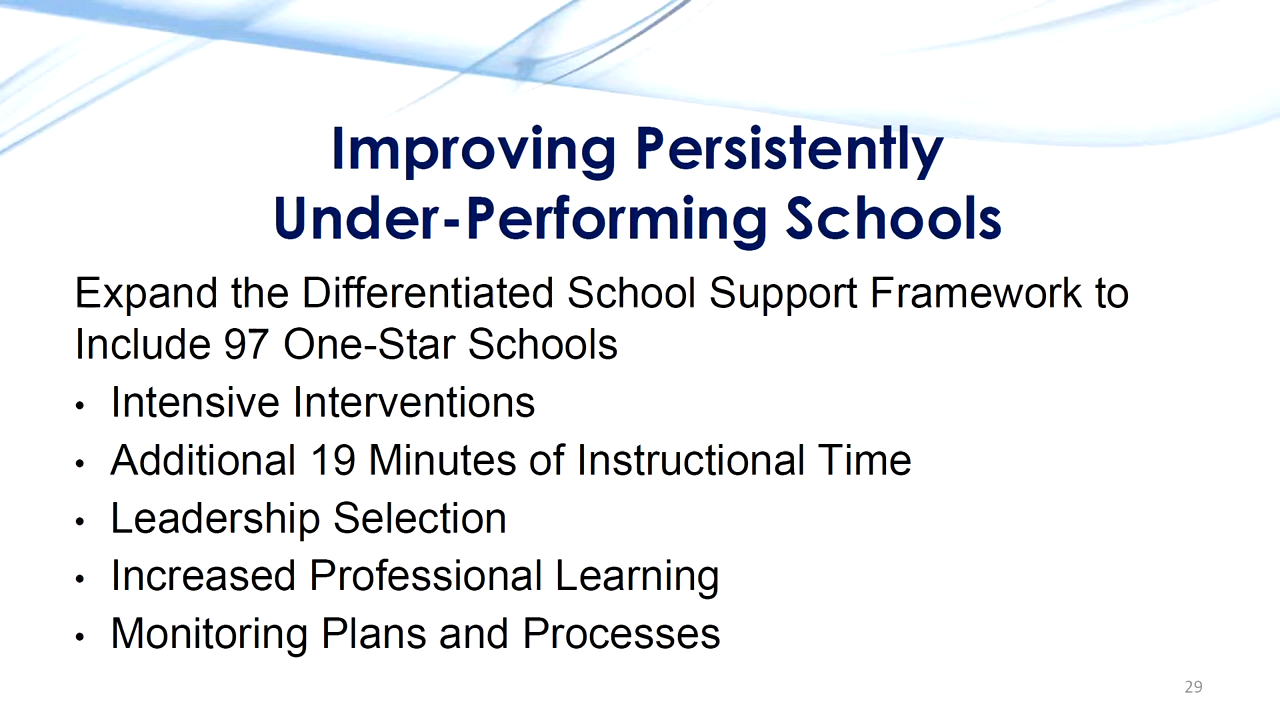 Improving Persistently
Under-Performing Schools
Expand the Differentiated School Support Framework to
Include 97 One-Star Schools
• Intensive Interventions
• Additional 19 Minutes of Instructional Time
• Leadership Selection
• Increased Professional Learning
• Monitoring Plans and Processes
29